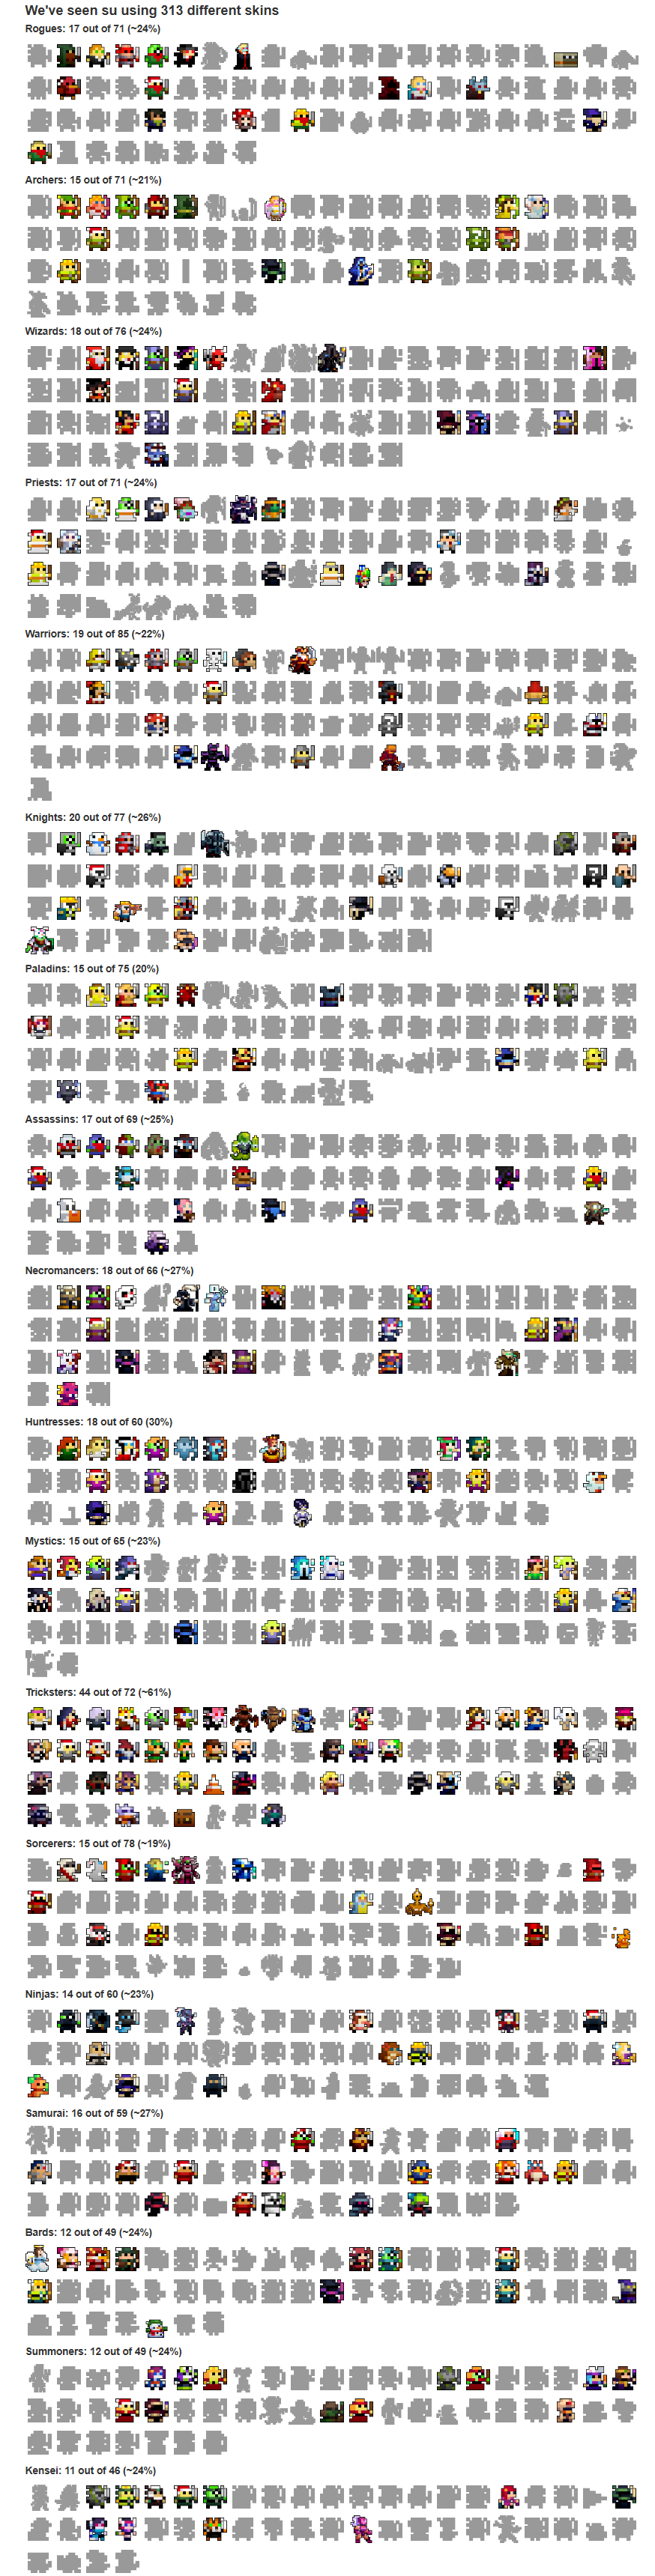 We've seen su using 313 different skins
Rogues: 17 out of 71 (~24%)
Archers: 15 out of 71 (~21%)
Wizards: 18 out of 76 (~24%)
Priests: 17 out of 71 (~24%)
Warriors: 19 out of 85 (~22%)
Knights: 20 out of 77 (~26%)
Paladins: 15 out of 75 (20%)
Assassins: 17 out of 69 (~25%)
Necromancers: 18 out of 66 (~27%)
Huntresses: 18 out of 60 (30%)
Mystics: 15 out of 65 (~23%)
Tricksters: 44 out of 72 (~61%)
Sorcerers: 15 out of 78 (~19%)
Ninjas: 14 out of 60 (~23%)
Samurai: 16 out of 59 (~27%)
Bards: 12 out of 49 (~24%)
Summoners: 12 out of 49 (~24%)
Kensei: 11 out of 46 (~24%)